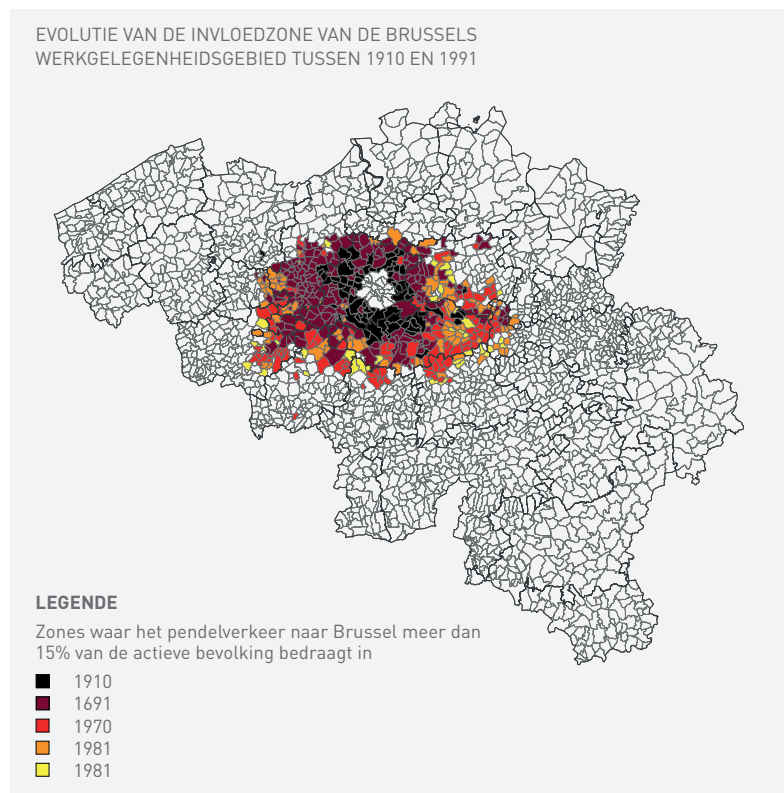 EVOLUTIE VAN DE INVLOEDZONE VAN DE BRUSSELS
WERKGELEGENHEIDSGEBIED TUSSEN 1910 EN 1991
LEGENDE
Zones waar het pendelverkeer naar Brussel meer dan
15% van de actieve bevolking bedraagt in
1910
1691
1970
1981
1981